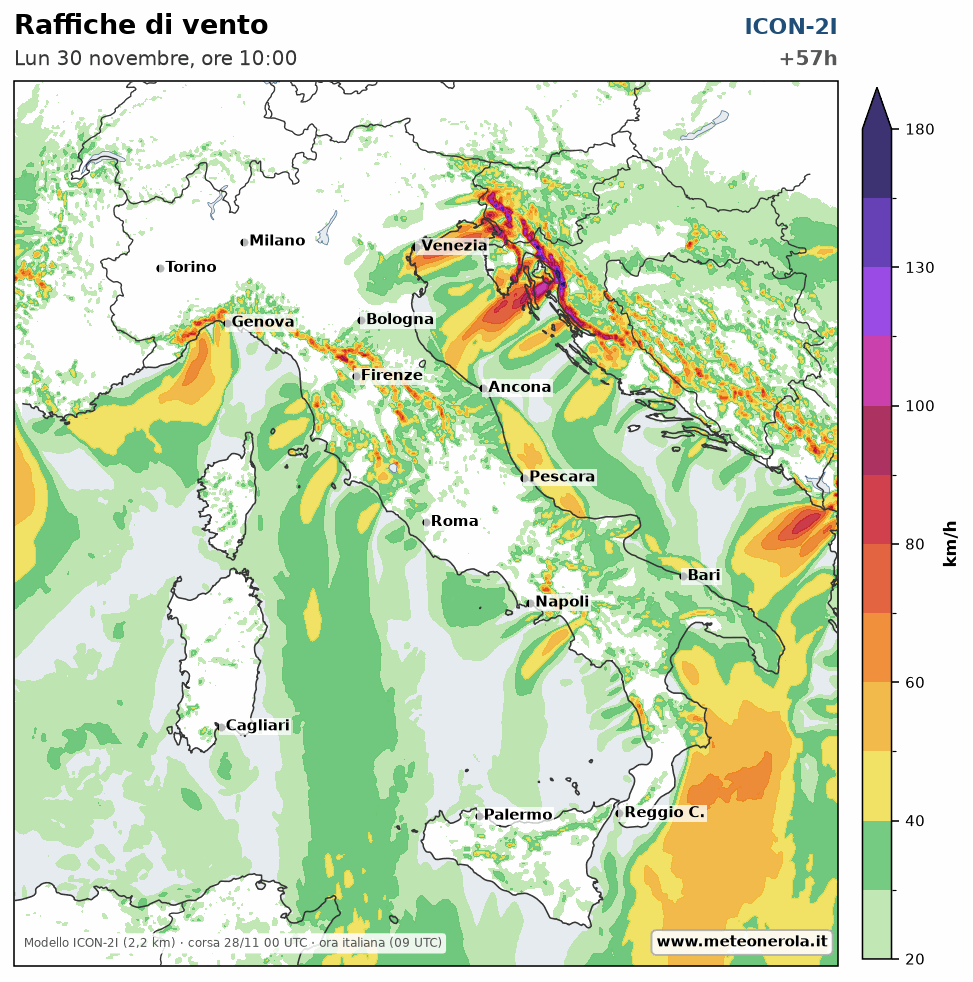 Raffiche di vento
ICON-2I
Lun 30 novembre, ore 10:00
+57h
180
130
100
80
60
40
20
km/h
Venezia
Milano
Torino
Genova
Bologna
Firenze
Ancona
Pescara
Roma
Bari
Napoli
Cagliari
Palermo
Reggio C.
Modello ICON-2I (2,2 km) · corsa 28/11 00 UTC · ora italiana (09 UTC)
www.meteonerola.it